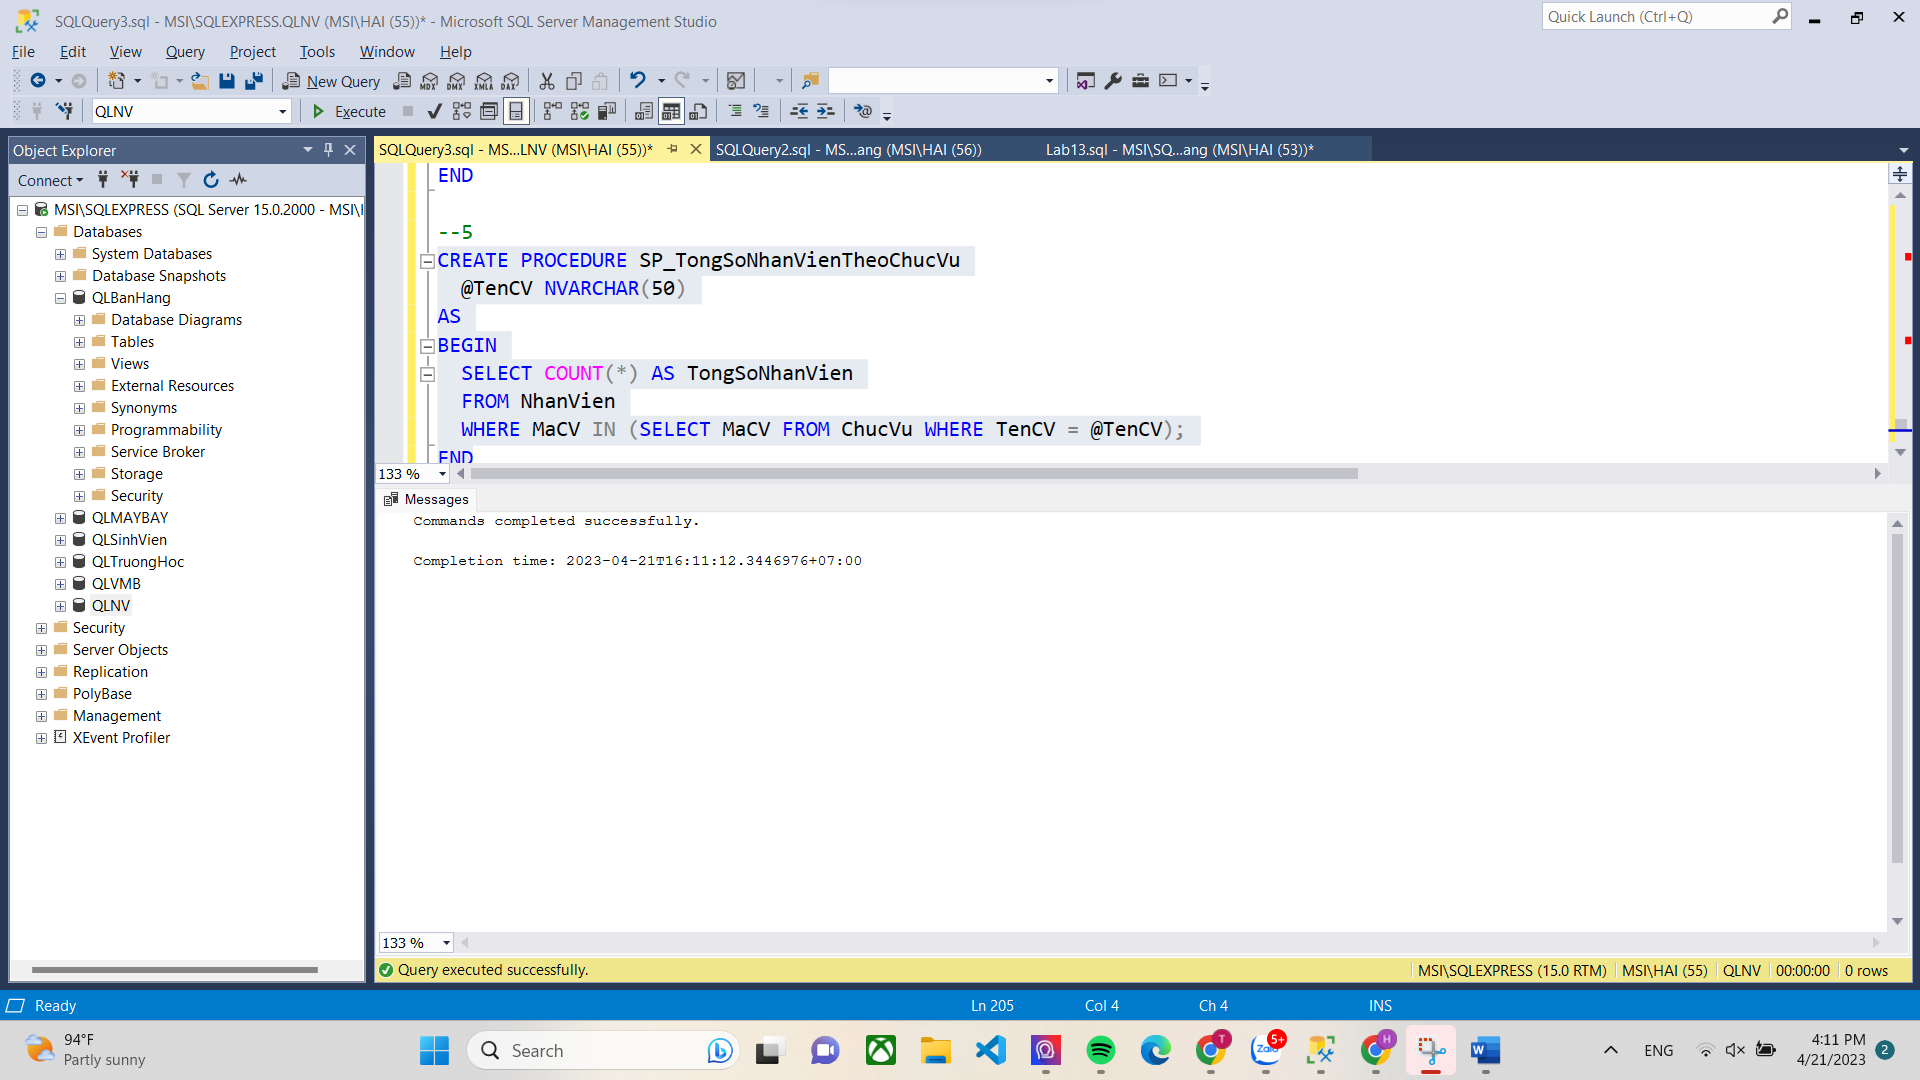 SQLQuery3.sql - MSI\SQLEXPRESS.QLNV (MSI\HAI (55))* - Microsoft SQL Server Management Studio
Quick Launch (Ctrl+Q)
File Edit View Query Project Tools Window Help
New Query
MDX DMX XMLA DAX
QLNV
Execute
Object Explorer
SQLQuery3.sql - MS...LNV (MSI\HAI (55))*
SQLQuery2.sql - MS...ang (MSI\HAI (56))
Lab13.sql - MSI\SQ...ang (MSI\HAI (53))*
Connect
MSI\SQLEXPRESS (SQL Server 15.0.2000 - MSI\
Databases
System Databases
Database Snapshots
QLBanHang
Database Diagrams
Tables
Views
External Resources
Synonyms
Programmability
Service Broker
Storage
Security
QLMAYBAY
QLSinhVien
QLTruongHoc
QLVMB
QLNV
Security
Server Objects
Replication
PolyBase
Management
XEvent Profiler
END
--5
CREATE PROCEDURE SP_TongSoNhanVienTheoChucVu
@TenCV NVARCHAR(50)
AS
BEGIN
SELECT COUNT(*) AS TongSoNhanVien
FROM NhanVien
WHERE MaCV IN (SELECT MaCV FROM ChucVu WHERE TenCV = @TenCV);
END
133 %
Messages
Commands completed successfully.
Completion time: 2023-04-21T16:11:12.3446976+07:00
133 %
Query executed successfully.
MSI\SQLEXPRESS (15.0 RTM) MSI\HAI (55) QLNV 00:00:00 0 rows
Ready
Ln 205 Col 4 Ch 4 INS
94°F
Partly sunny
Search
T
Zalo
5+
H
W
ENG
4:11 PM
4/21/2023
2